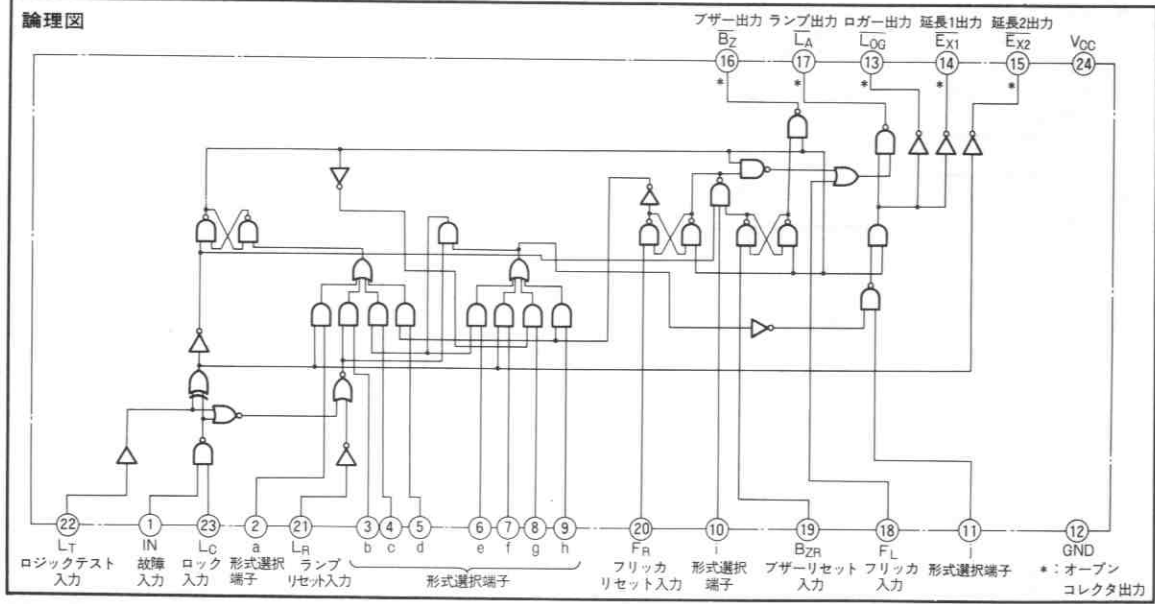 論理図
ブザー出力 ランプ出力 ロガー出力 延長1出力 延長2出力
BZ LA LOG EX1 EX2 VCC
16 17 13 14 15 24
* * * * *
22 1 23 2 21 3 4 5 6 7 8 9 20 10 19 18 11 12
LT IN LC a LR b c d e f g h FR i BZR FL j GND
ロジックテスト入力
故障入力
ロック入力
形式選択端子
ランプリセット入力
形式選択端子
フリッカリセット入力
形式選択端子
ブザーリセット入力
フリッカ入力
形式選択端子
*:オープンコレクタ出力